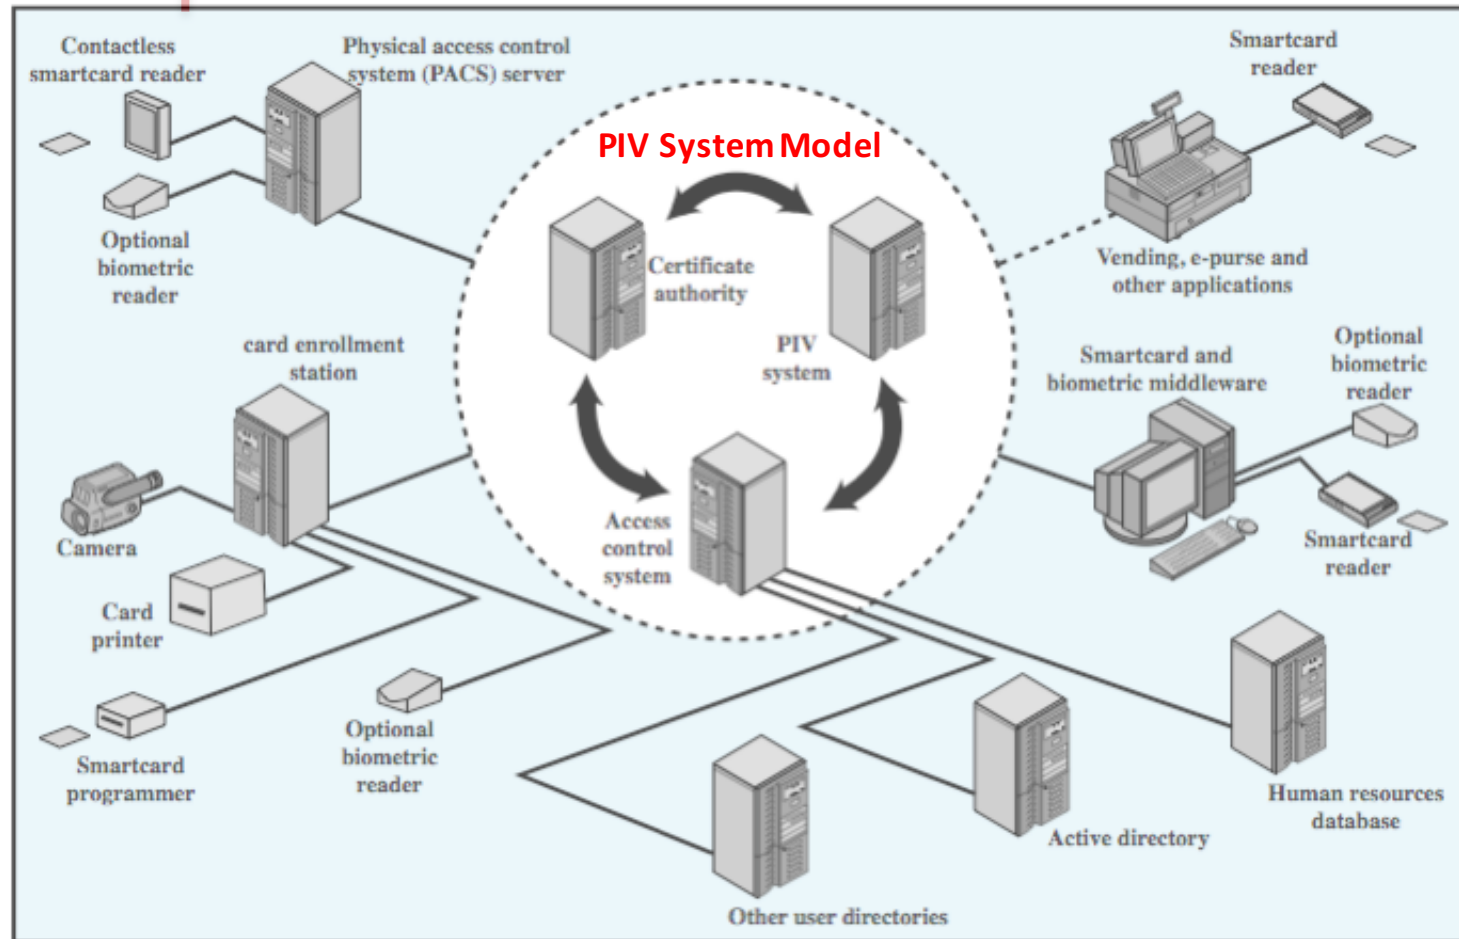 Contactless
smartcard reader
Physical access control
system (PACS) server
Smartcard
reader
PIV System Model
Optional
biometric
reader
Certificate
authority
Vending, e-purse and
other applications
card enrollment
station
PIV
system
Smartcard and
biometric middleware
Optional
biometric
reader
Camera
Access
control
system
Smartcard
reader
Card
printer
Smartcard
programmer
Optional
biometric
reader
Human resources
database
Active directory
Other user directories